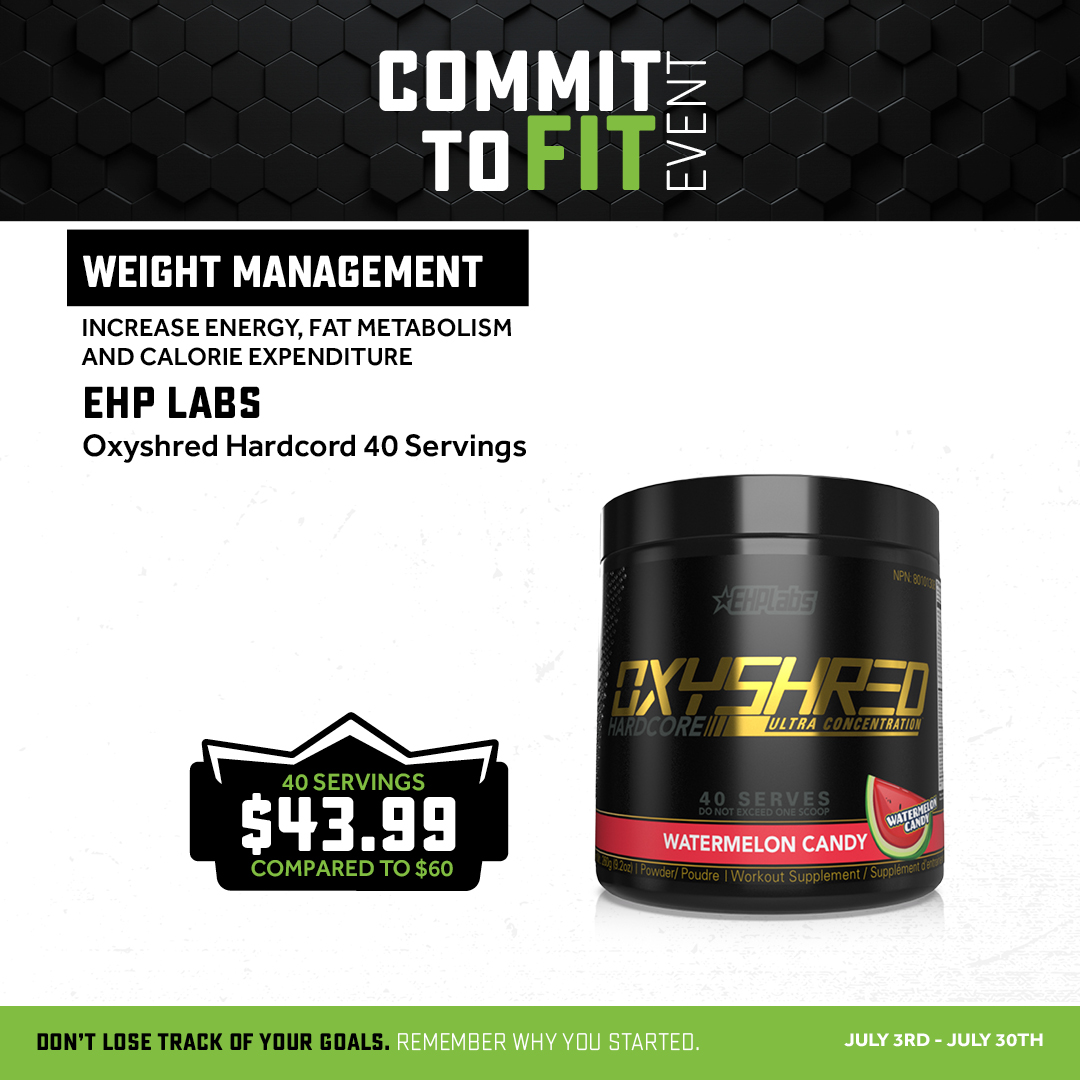 COMMIT
TO FIT
EVENT
WEIGHT MANAGEMENT
INCREASE ENERGY, FAT METABOLISM
AND CALORIE EXPENDITURE
EHP LABS
Oxyshred Hardcord 40 Servings
NPN:
EHPLabs
OXYSHRED
HARDCORE
ULTRA CONCENTRATION
40 SERVES
DO NOT EXCEED ONE SCOOP
WATERMELON
CANDY
WATERMELON CANDY
Powder/ Poudre | Workout Supplement / Supplément
40 SERVINGS
$43.99
COMPARED TO $60
DON'T LOSE TRACK OF YOUR GOALS. REMEMBER WHY YOU STARTED.
JULY 3RD - JULY 30TH